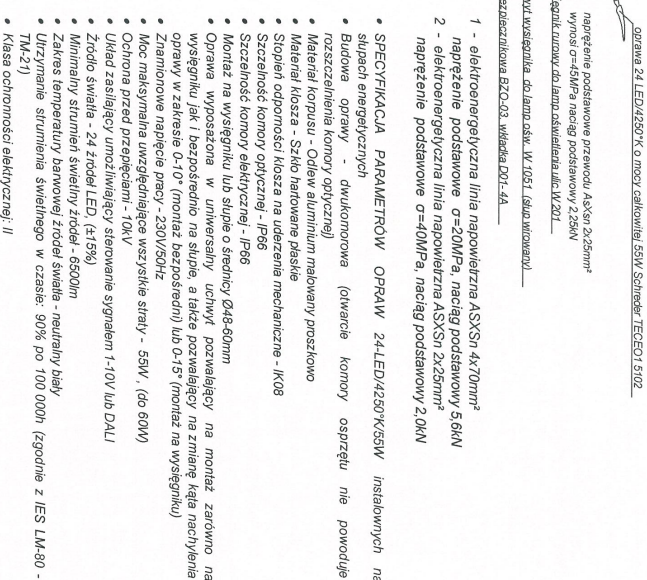 oprawa 24 LED/4250°K o mocy całkowitej 55W Schreder TECEO1 5102
naprężenie podstawowe przewodu AsXsn 2x25mm²
wynosi σ=45MPa naciąg podstawowy 2,25kN
rurowy do lamp oświetlenia ulic W 201
wysięgnika do lamp ośw. W 1051 (słup wirowany)
BZO-03 wkładka D01-4A
1 - elektroenergetyczna linia napowietrzna ASXSn 4x70mm²
naprężenie podstawowe σ=20MPa, naciąg podstawowy 5,6kN
2 - elektroenergetyczna linia napowietrzna ASXSn 2x25mm²
naprężenie podstawowe σ=40MPa, naciąg podstawowy 2,0kN
• SPECYFIKACJA PARAMETRÓW OPRAW 24-LED/4250°K/55W instalownych na
słupach energetycznych
• Budowa oprawy - dwukomorowa (otwarcie komory osprzętu nie powoduje
rozszczelnienia komory optycznej)
• Materiał korpusu - Odlew aluminium malowany proszkowo
• Materiał klosza - Szkło hartowane płaskie
• Stopień odporności klosza na uderzenia mechaniczne - IK08
• Szczelność komory optycznej - IP66
• Szczelność komory elektrycznej - IP66
• Montaż na wysięgniku lub słupie o średnicy Ø48-60mm
• Oprawa wyposażona w uniwersalny uchwyt pozwalający na montaż zarówno na
wysięgniku jak i bezpośrednio na słupie, a także pozwalający na zmianę kąta nachylenia
oprawy w zakresie 0-10° (montaż bezpośredni) lub 0-15° (montaż na wysięgniku)
• Znamionowe napięcie pracy - 230V/50Hz
• Moc maksymalna uwzględniające wszystkie straty - 55W , (do 60W)
• Ochrona przed przepięciami - 10kV
• Układ zasilający umożliwiający sterowanie sygnałem 1-10V lub DALI
• Źródło światła - 24 źródeł LED, (±15%)
• Minimalny strumień świetlny źródeł - 6500lm
• Zakres temperatury barwowej źródeł światła - neutralny biały
• Utrzymanie strumienia świetlnego w czasie: 90% po 100 000h (zgodnie z IES LM-80 -
TM-21)
• Klasa ochronności elektrycznej: II